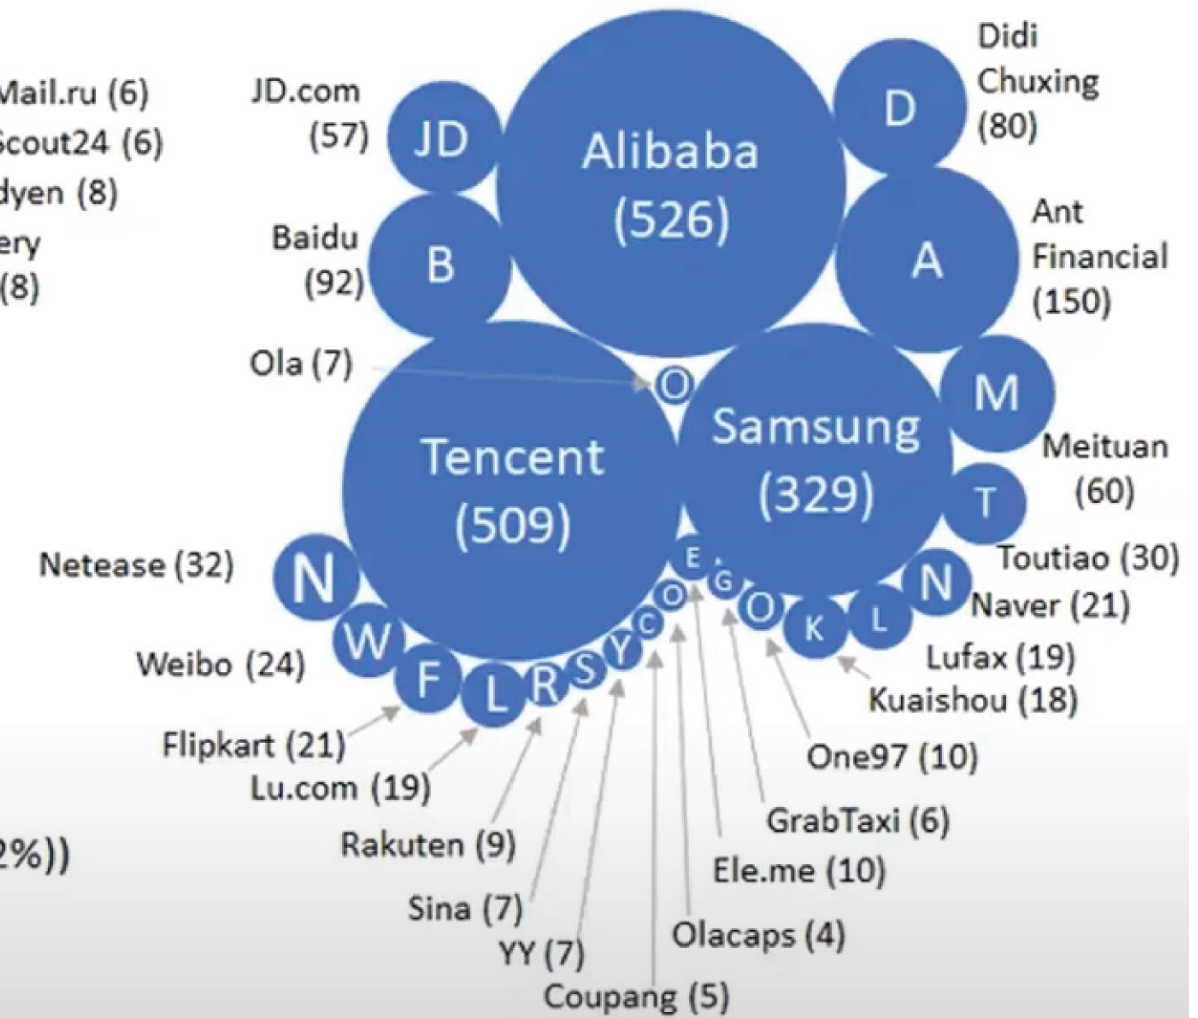 Mail.ru (6)
Scout24 (6)
dyen (8)
ery
(8)
2%))
JD.com
(57)
JD
Alibaba
(526)
D
Didi
Chuxing
(80)
Baidu
(92)
B
A
Ant
Financial
(150)
Ola (7)
O
M
Meituan
(60)
Tencent
(509)
Samsung
(329)
T
Toutiao (30)
Netease (32)
N
W
Weibo (24)
F
Flipkart (21)
L
Lu.com (19)
R
Rakuten (9)
S
Sina (7)
Y
YY (7)
C
Coupang (5)
O
Olacaps (4)
E
Ele.me (10)
G
GrabTaxi (6)
O
One97 (10)
K
Kuaishou (18)
L
Lufax (19)
N
Naver (21)